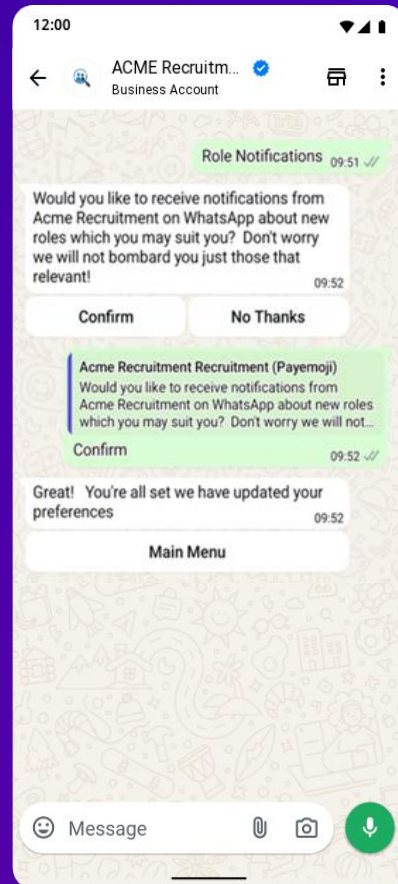 12:00
ACME Recruitm...
Business Account
Role Notifications 09:51
Would you like to receive notifications from
Acme Recruitment on WhatsApp about new
roles which you may suit you? Don't worry
we will not bombard you just those that
relevant!
09:52
Confirm No Thanks
Acme Recruitment Recruitment (Payemoji)
Would you like to receive notifications from
Acme Recruitment on WhatsApp about new roles
which you may suit you? Don't worry we will not...
Confirm 09:52
Great! You're all set we have updated your
preferences 09:52
Main Menu
Message